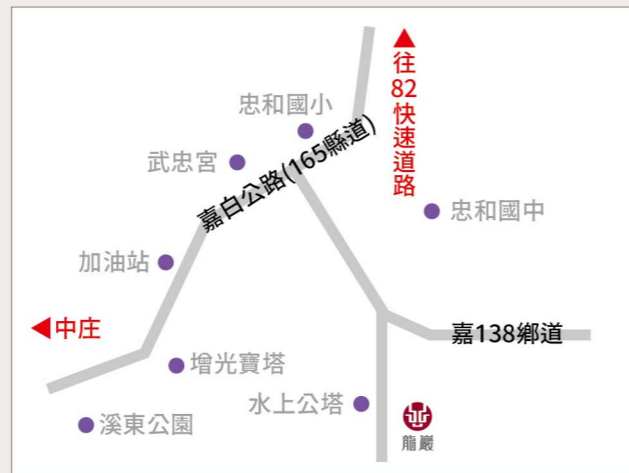 往82快速道路
忠和國小
武忠宮
嘉白公路(165縣道)
忠和國中
加油站
中庄
嘉138鄉道
增光寶塔
水上公塔
溪東公園
龍巖